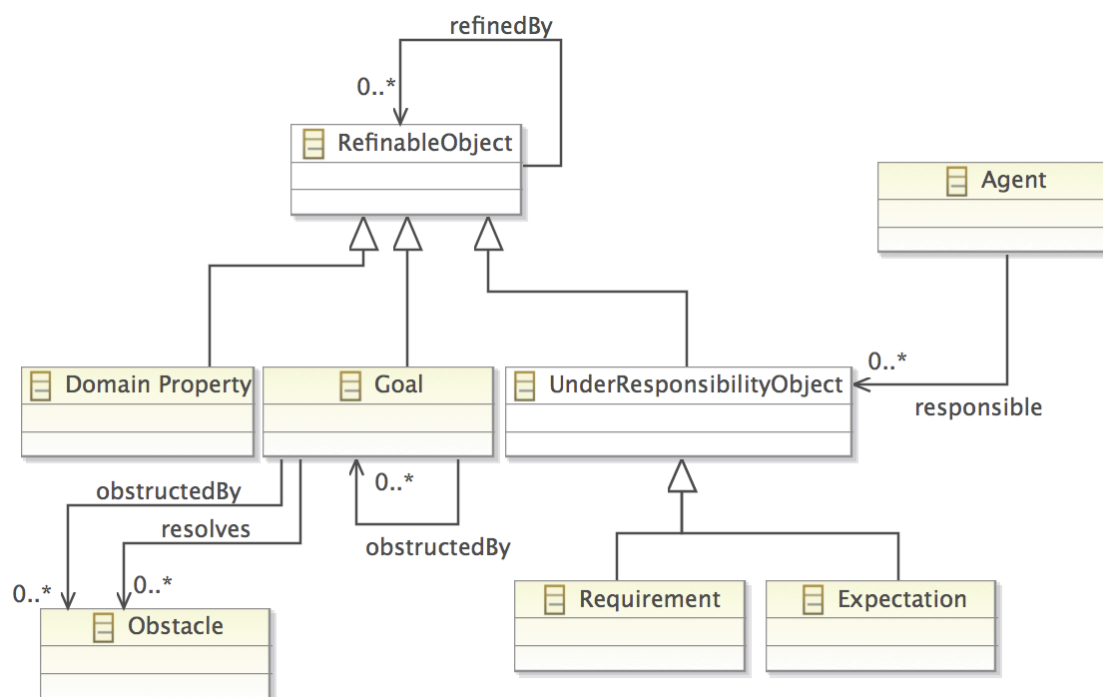 refinedBy
0..*
RefinableObject
Agent
Domain Property
Goal
UnderResponsibilityObject
0..*
responsible
obstructedBy
0..*
resolves
obstructedBy
0..*
0..*
Obstacle
Requirement
Expectation